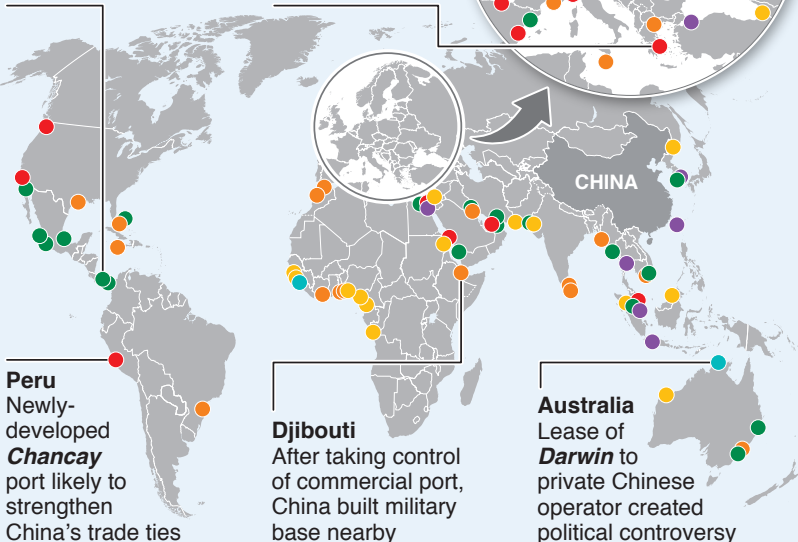 CHINA
Peru
Newly-
developed
Chancay
port likely to
strengthen
China's trade ties
Djibouti
After taking control
of commercial port,
China built military
base nearby
Australia
Lease of
Darwin to
private Chinese
operator created
political controversy